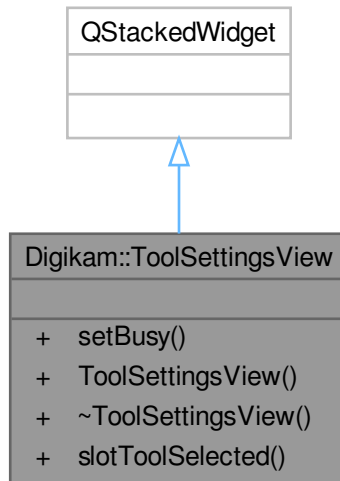 QStackedWidget
Digikam::ToolSettingsView
+ setBusy()
+ ToolSettingsView()
+ ~ToolSettingsView()
+ slotToolSelected()